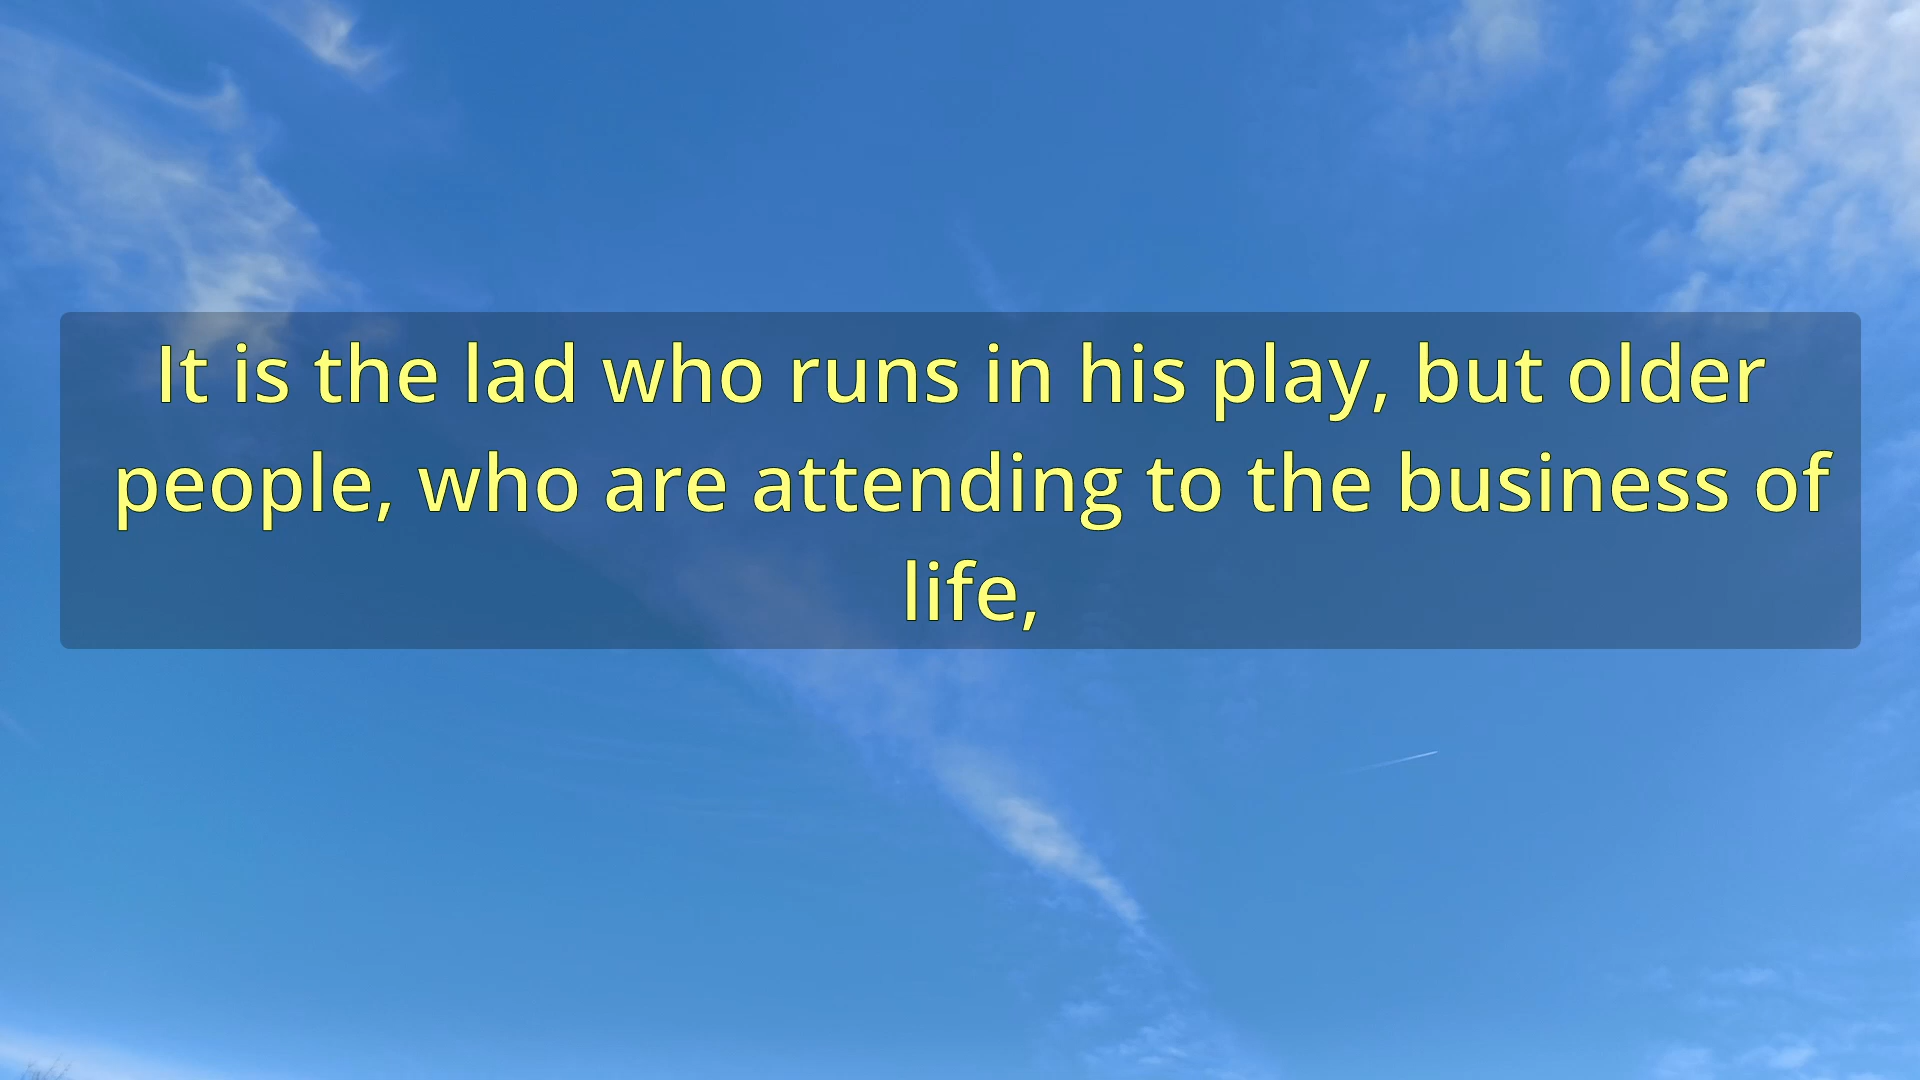 It is the lad who runs in his play, but older
people, who are attending to the business of
life,